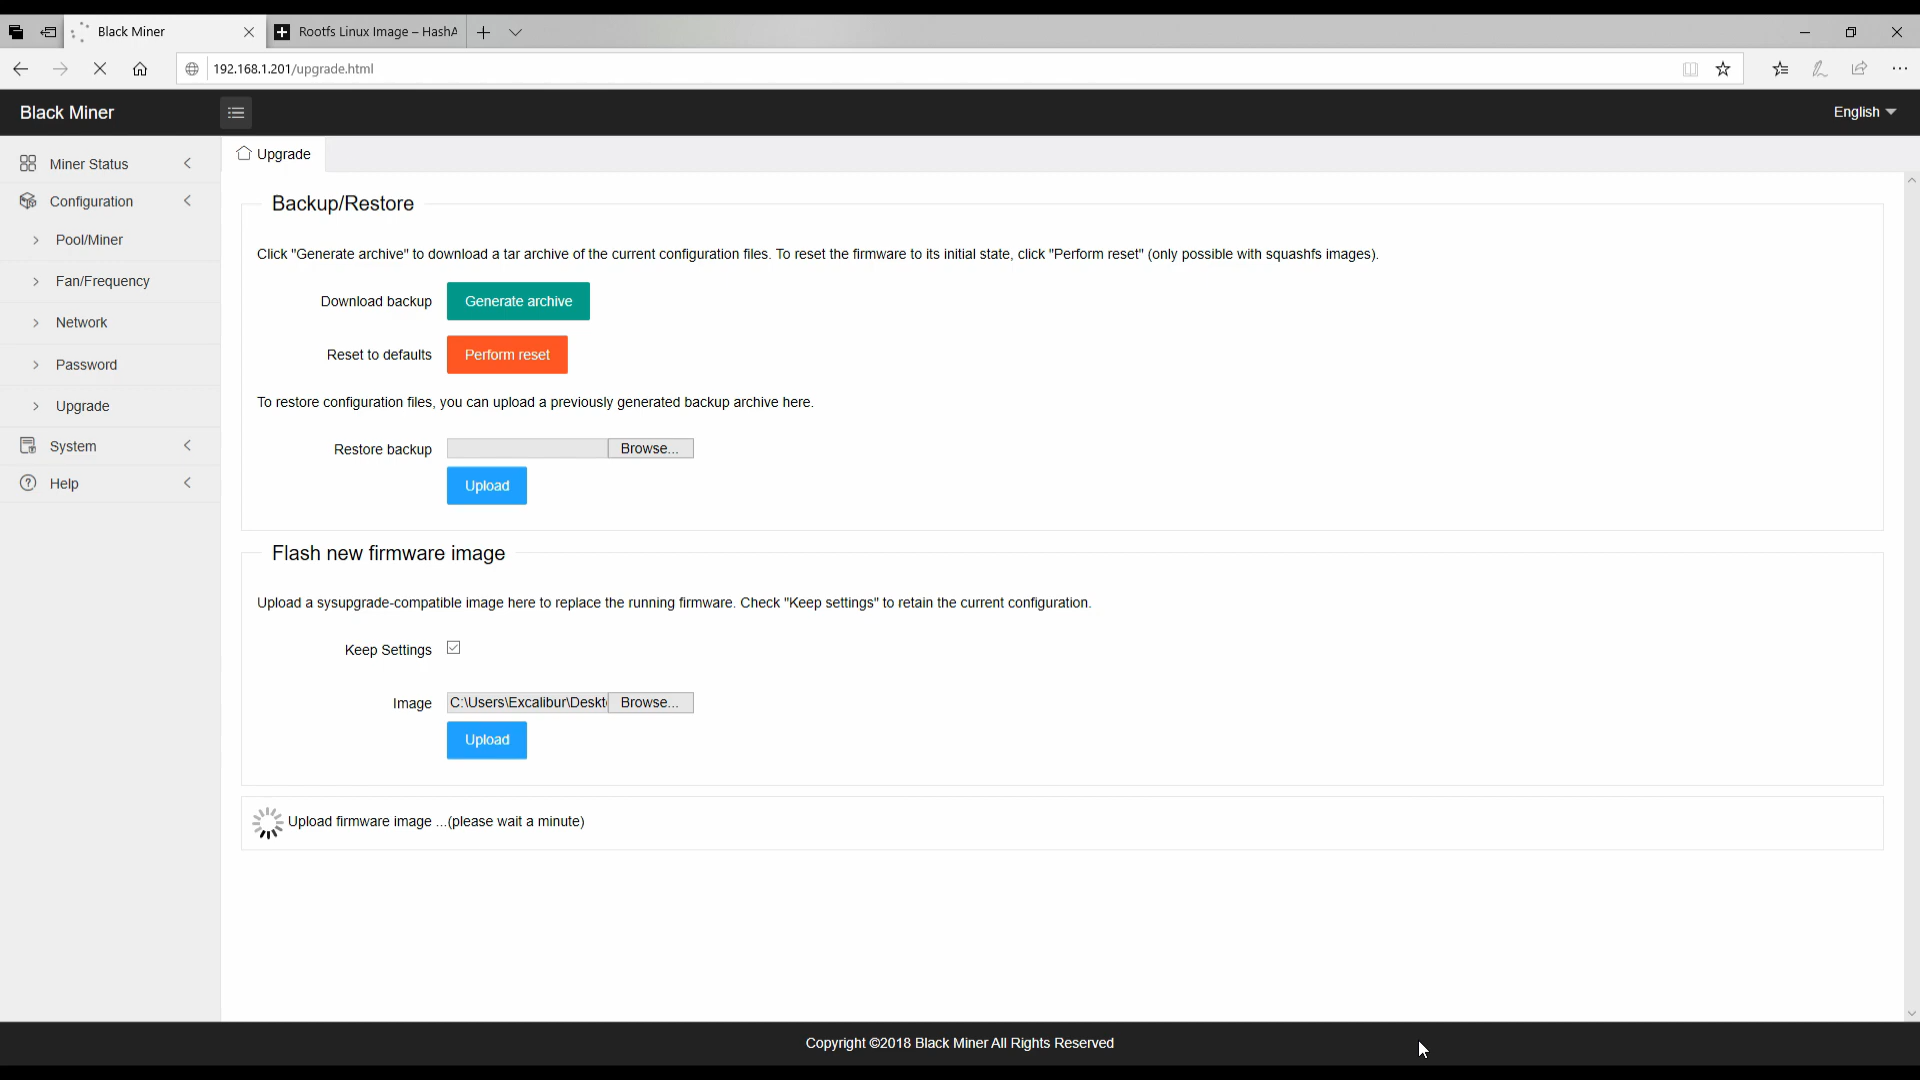 Black Miner
Rootfs Linux Image – HashA
192.168.1.201/upgrade.html
Black Miner
English
Miner Status
Configuration
Pool/Miner
Fan/Frequency
Network
Password
Upgrade
System
Help
Upgrade
Backup/Restore
Click "Generate archive" to download a tar archive of the current configuration files. To reset the firmware to its initial state, click "Perform reset" (only possible with squashfs images).
Download backup Generate archive
Reset to defaults Perform reset
To restore configuration files, you can upload a previously generated backup archive here.
Restore backup Browse...
Upload
Flash new firmware image
Upload a sysupgrade-compatible image here to replace the running firmware. Check "Keep settings" to retain the current configuration.
Keep Settings
Image C:\Users\Excalibur\Deskt Browse...
Upload
Upload firmware image ...(please wait a minute)
Copyright ©2018 Black Miner All Rights Reserved